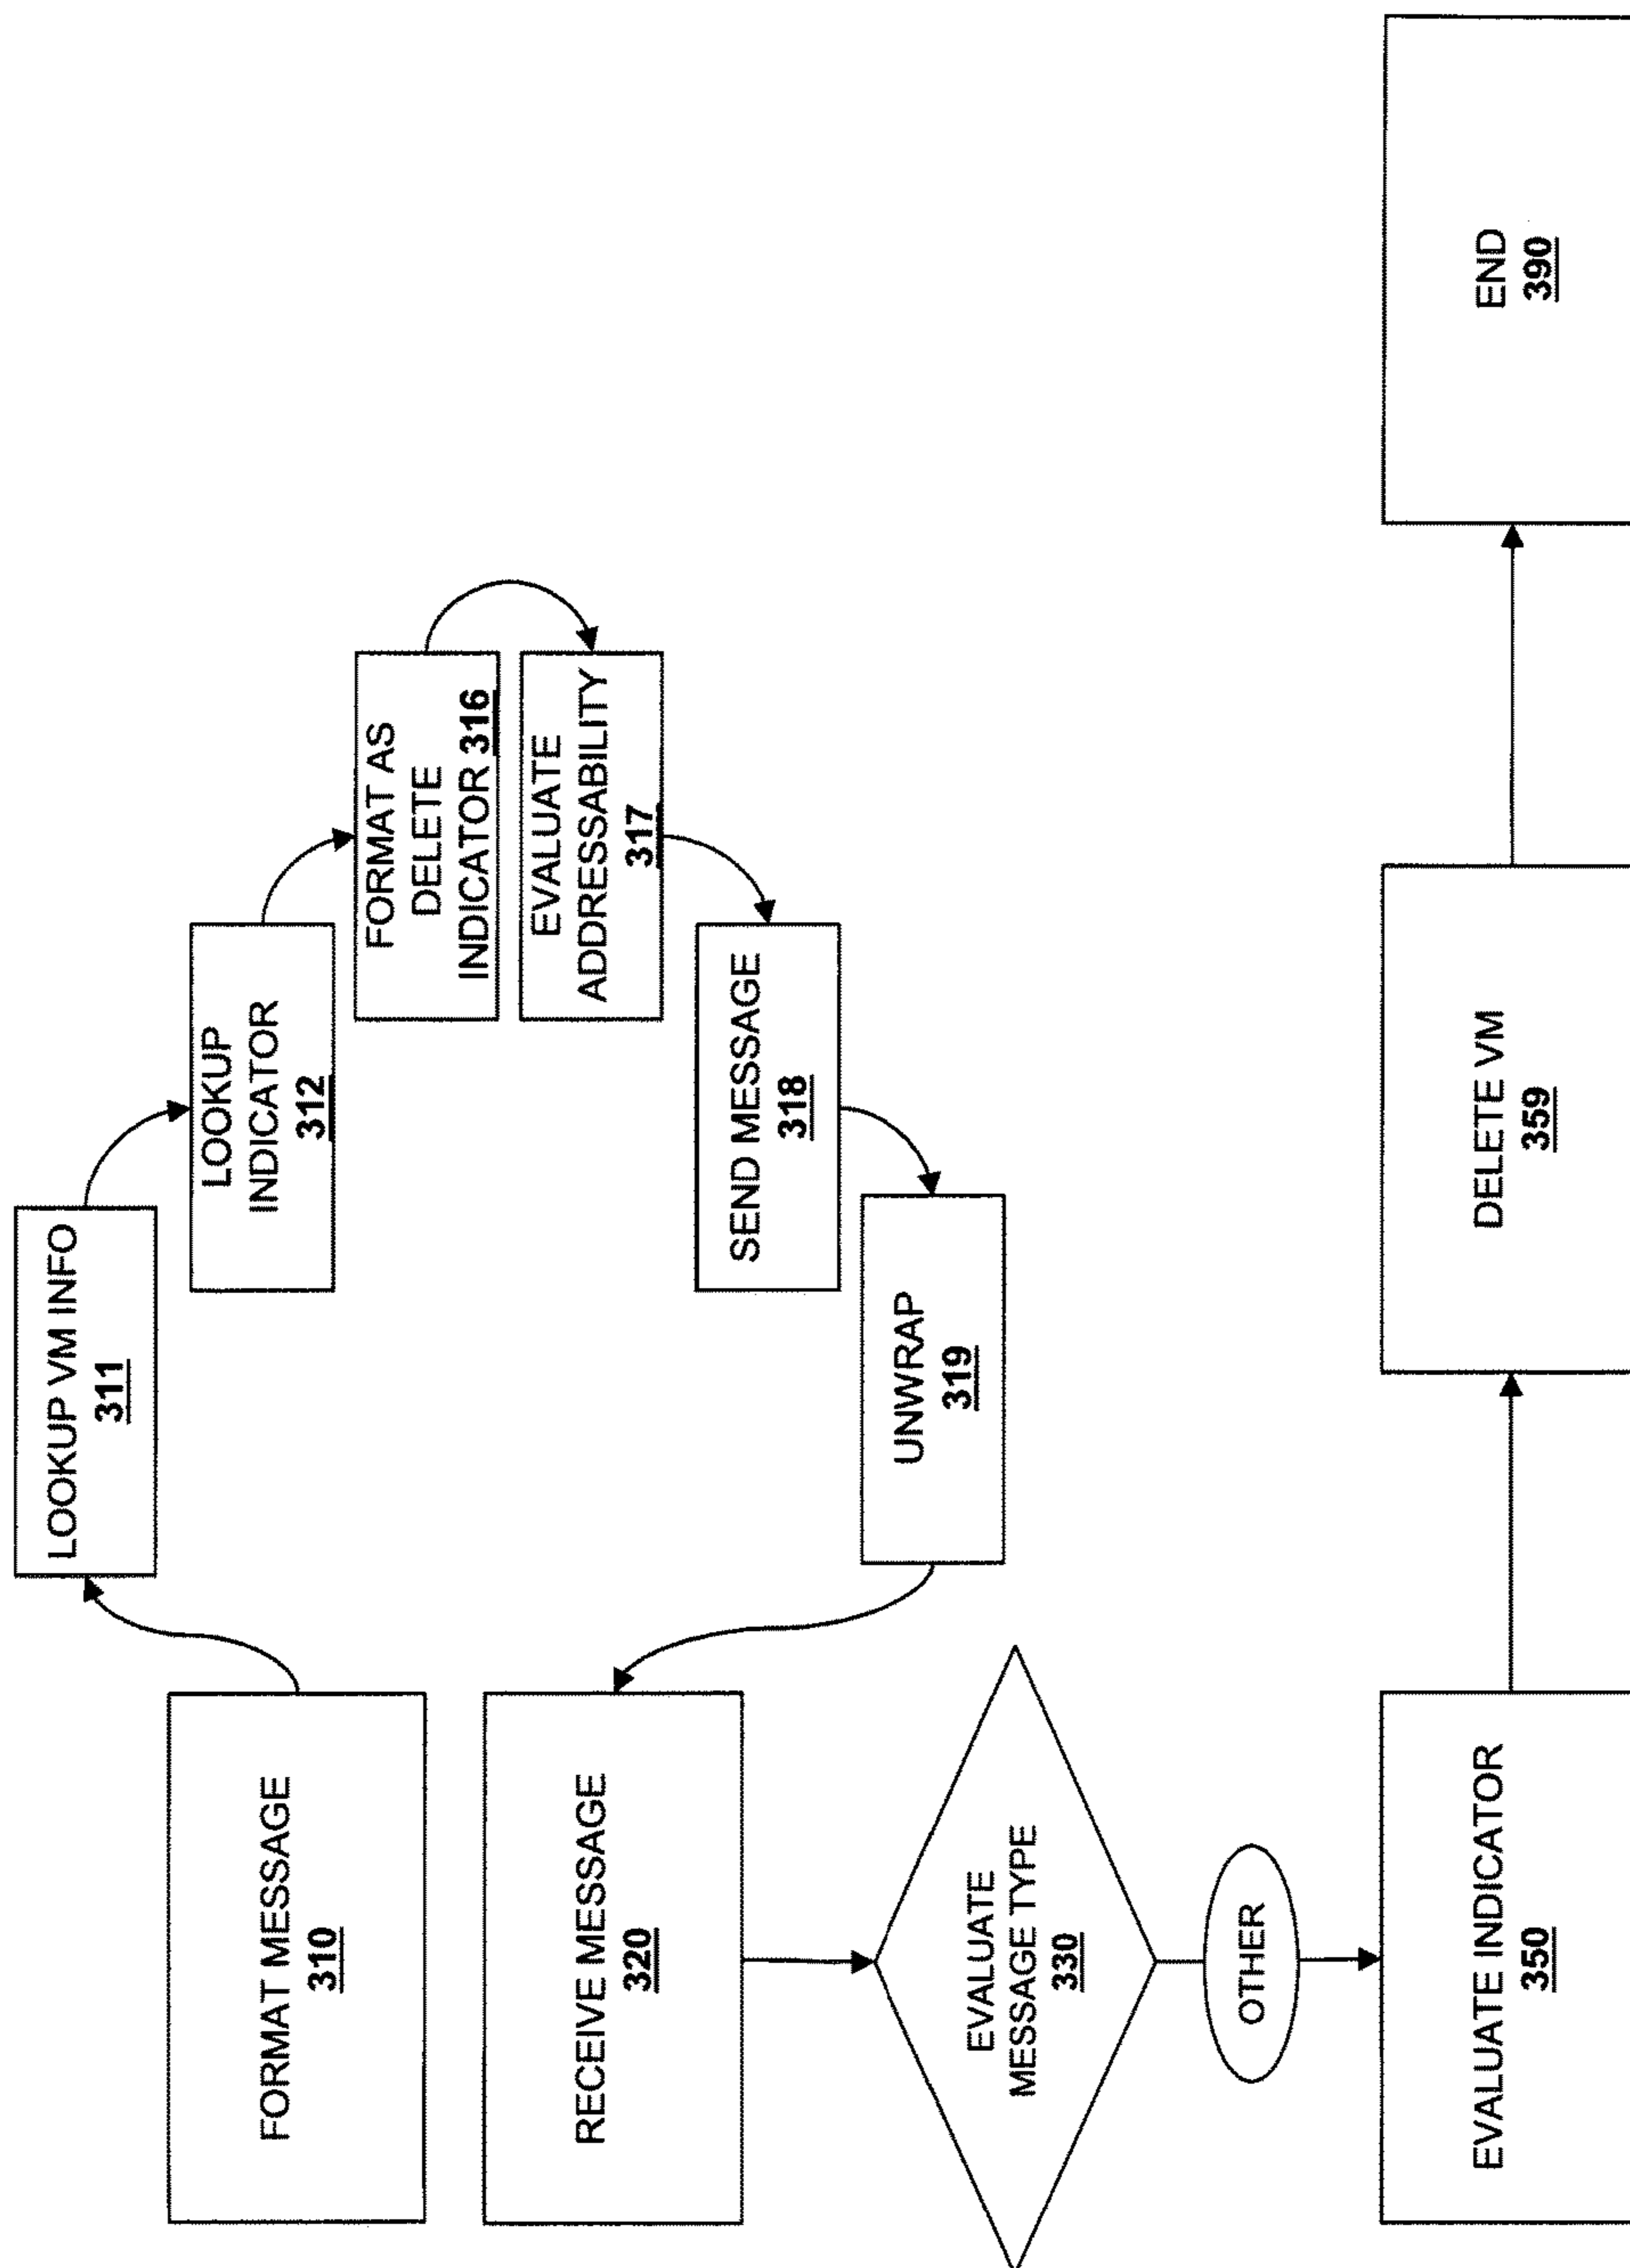 FORMAT MESSAGE
310
LOOKUP VM INFO
311
LOOKUP
INDICATOR
312
FORMAT AS
DELETE
INDICATOR 316
EVALUATE
ADDRESSABILITY
317
SEND MESSAGE
318
UNWRAP
319
RECEIVE MESSAGE
320
EVALUATE
MESSAGE TYPE
330
OTHER
EVALUATE INDICATOR
350
DELETE VM
359
END
390